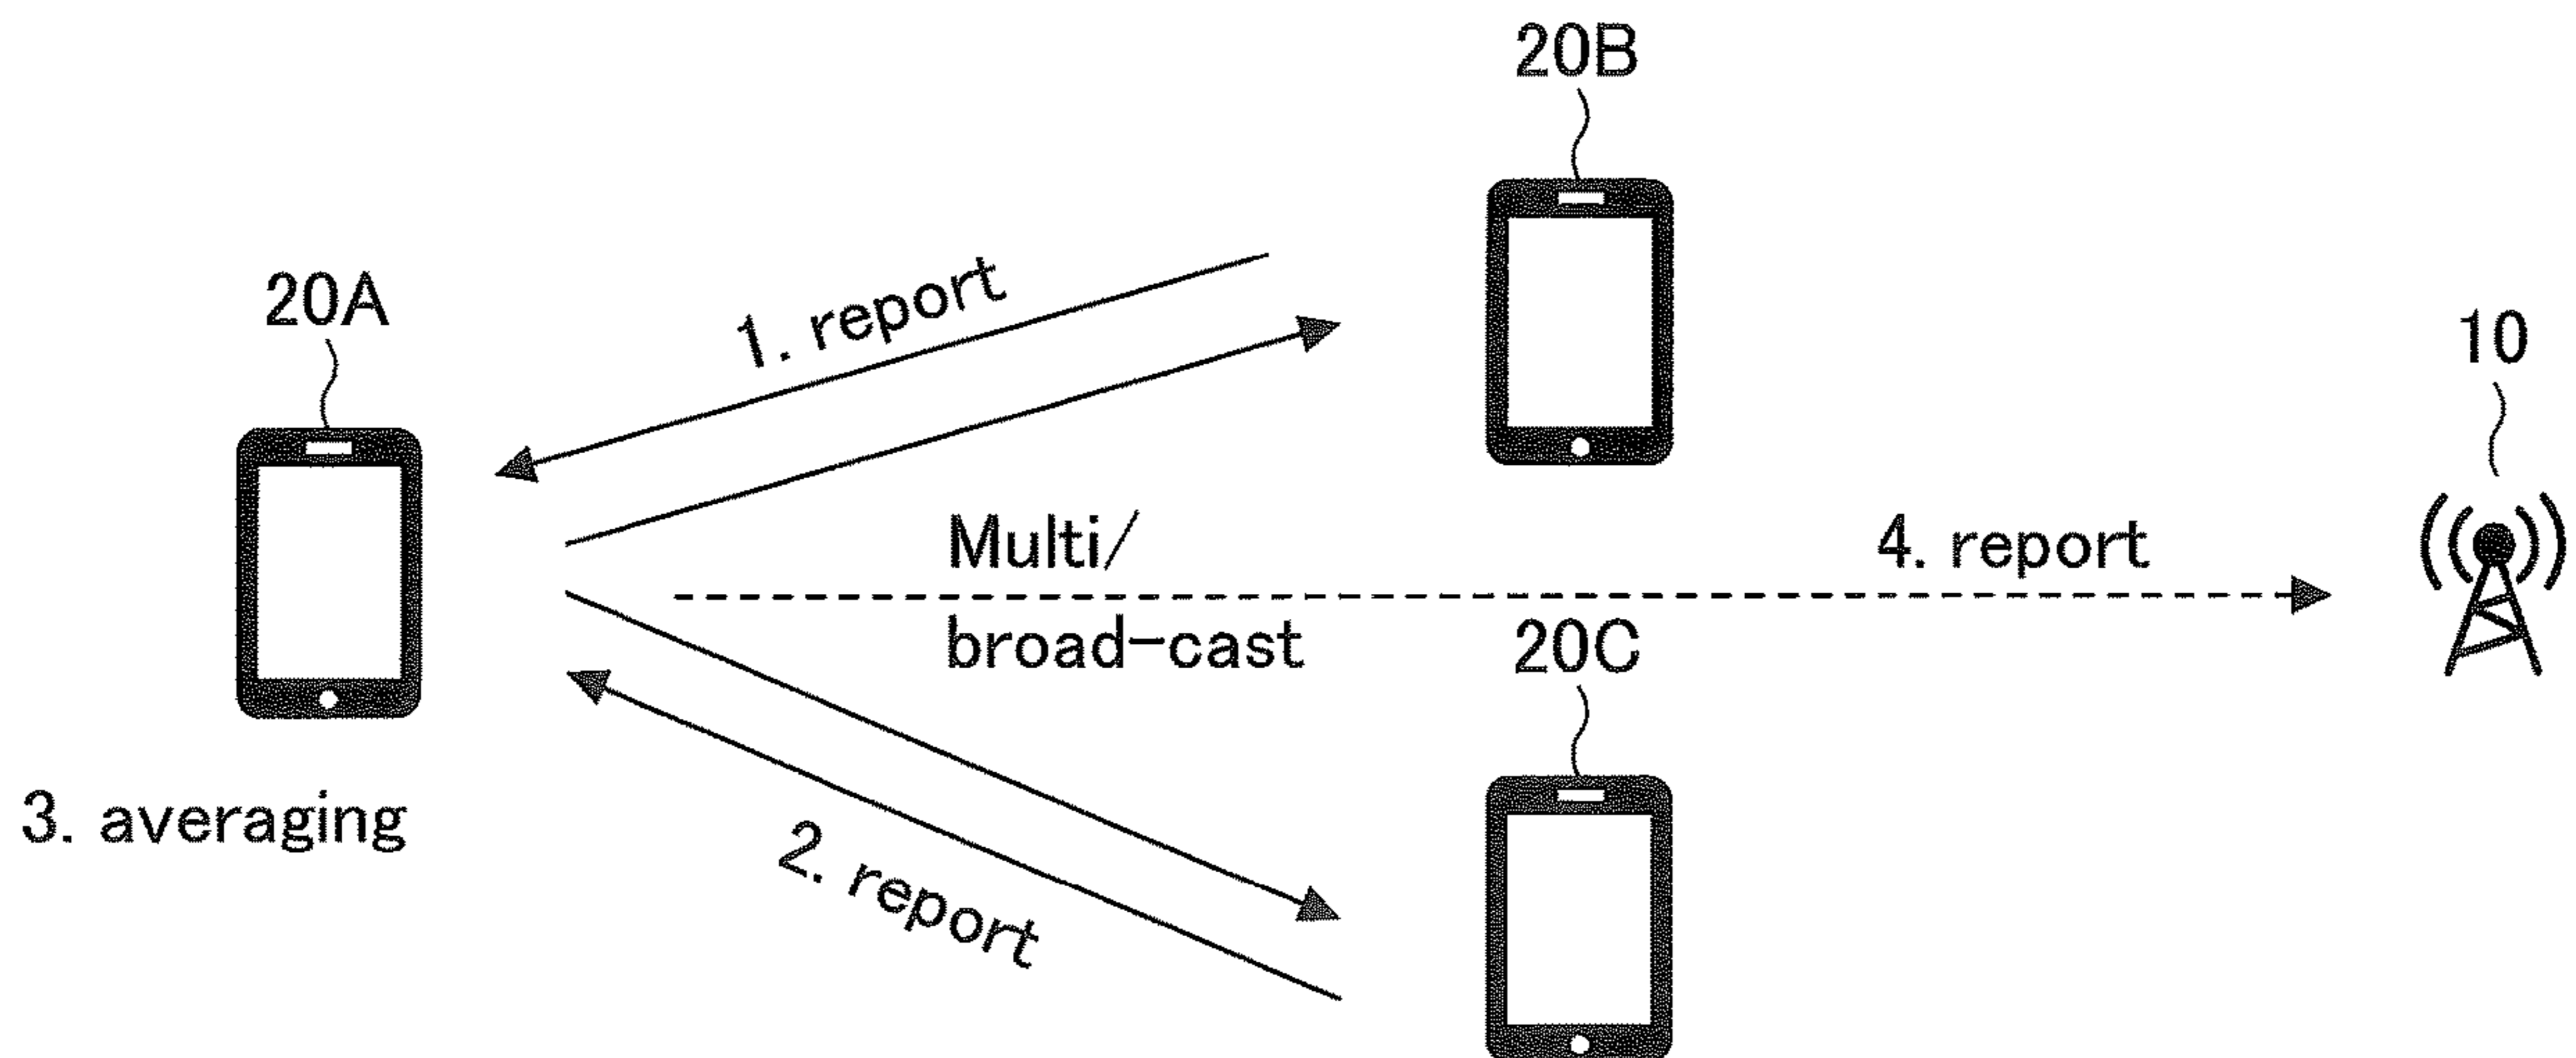 20B
20A
10
1. report
Multi/
broad-cast
4. report
20C
3. averaging
2. report